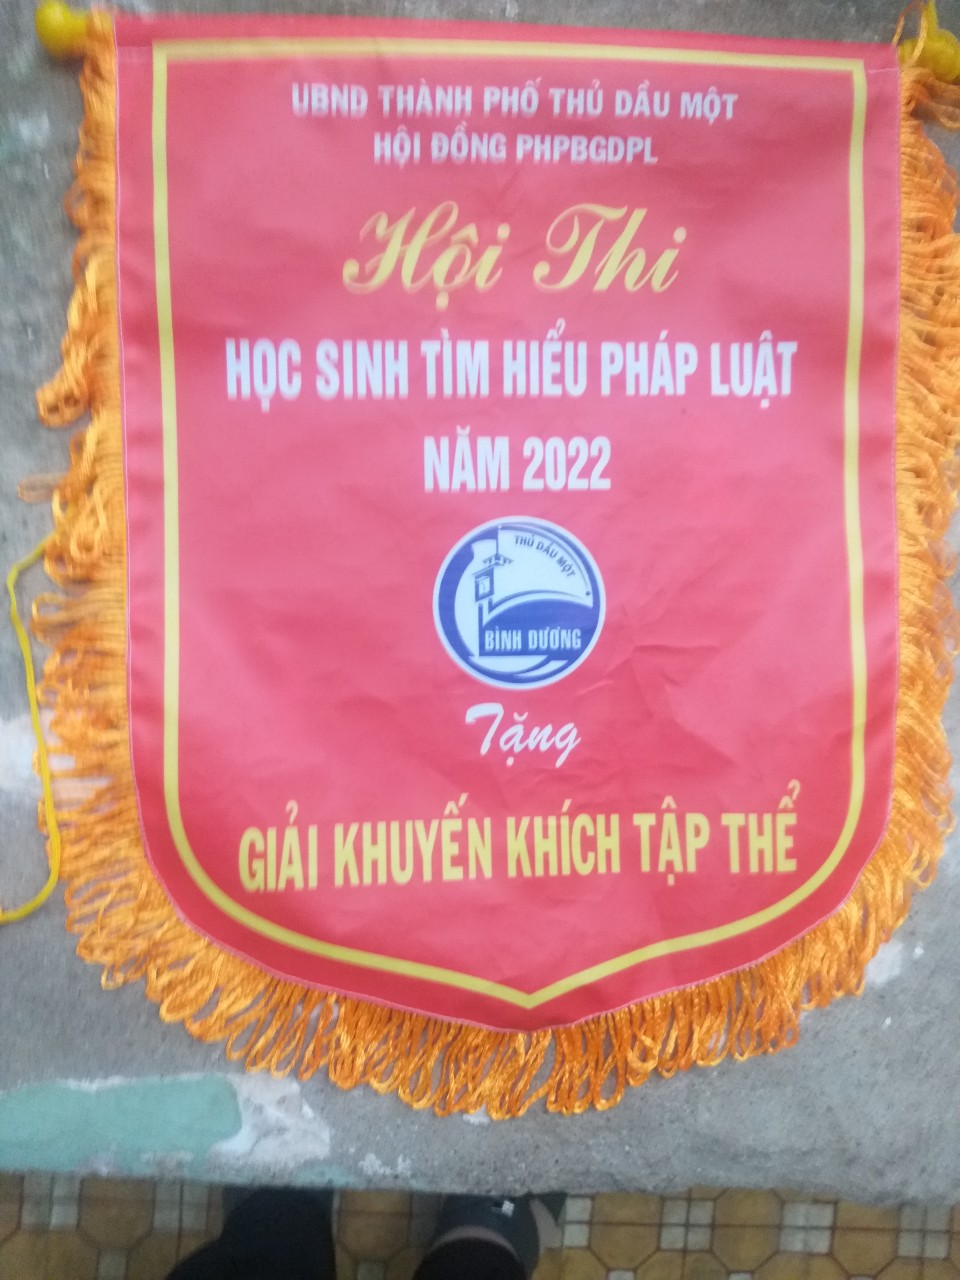 UBND THÀNH PHỐ THỦ DẦU MỘT
HỘI ĐỒNG PHPBGDPL
Hội Thi
HỌC SINH TÌM HIỂU PHÁP LUẬT
NĂM 2022
THỦ DẦU MỘT
BÌNH DƯƠNG
Tặng
GIẢI KHUYẾN KHÍCH TẬP THỂ